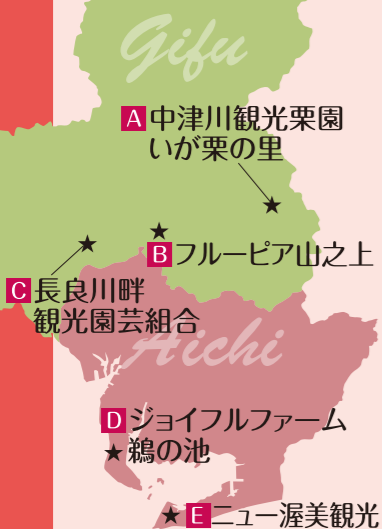 Gifu
A 中津川観光栗園
いが栗の里
B フルーピア山之上
C 長良川畔
観光園芸組合
Aichi
D ジョイフルファーム
鵜の池
E ニュー渥美観光